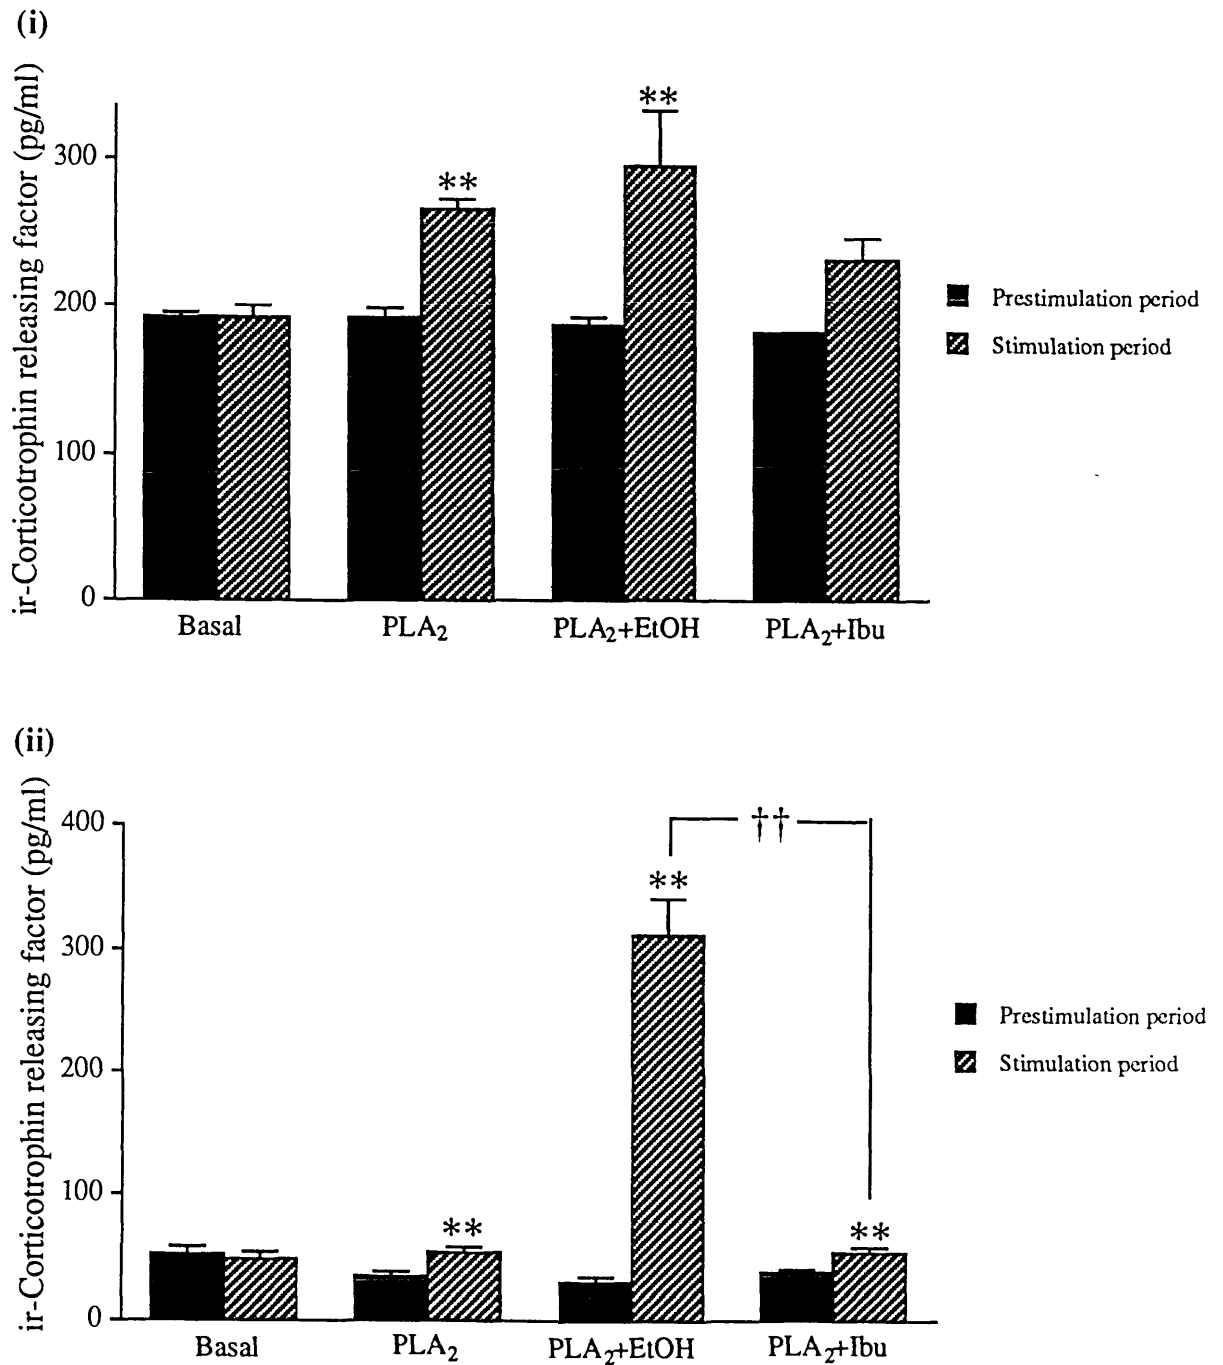 (i)
ir-Corticotrophin releasing factor (pg/ml)
300
200
100
0
**
**
Basal
PLA2
PLA2+EtOH
PLA2+Ibu
Prestimulation period
Stimulation period
(ii)
ir-Corticotrophin releasing factor (pg/ml)
400
300
200
100
0
††
**
**
**
Basal
PLA2
PLA2+EtOH
PLA2+Ibu
Prestimulation period
Stimulation period